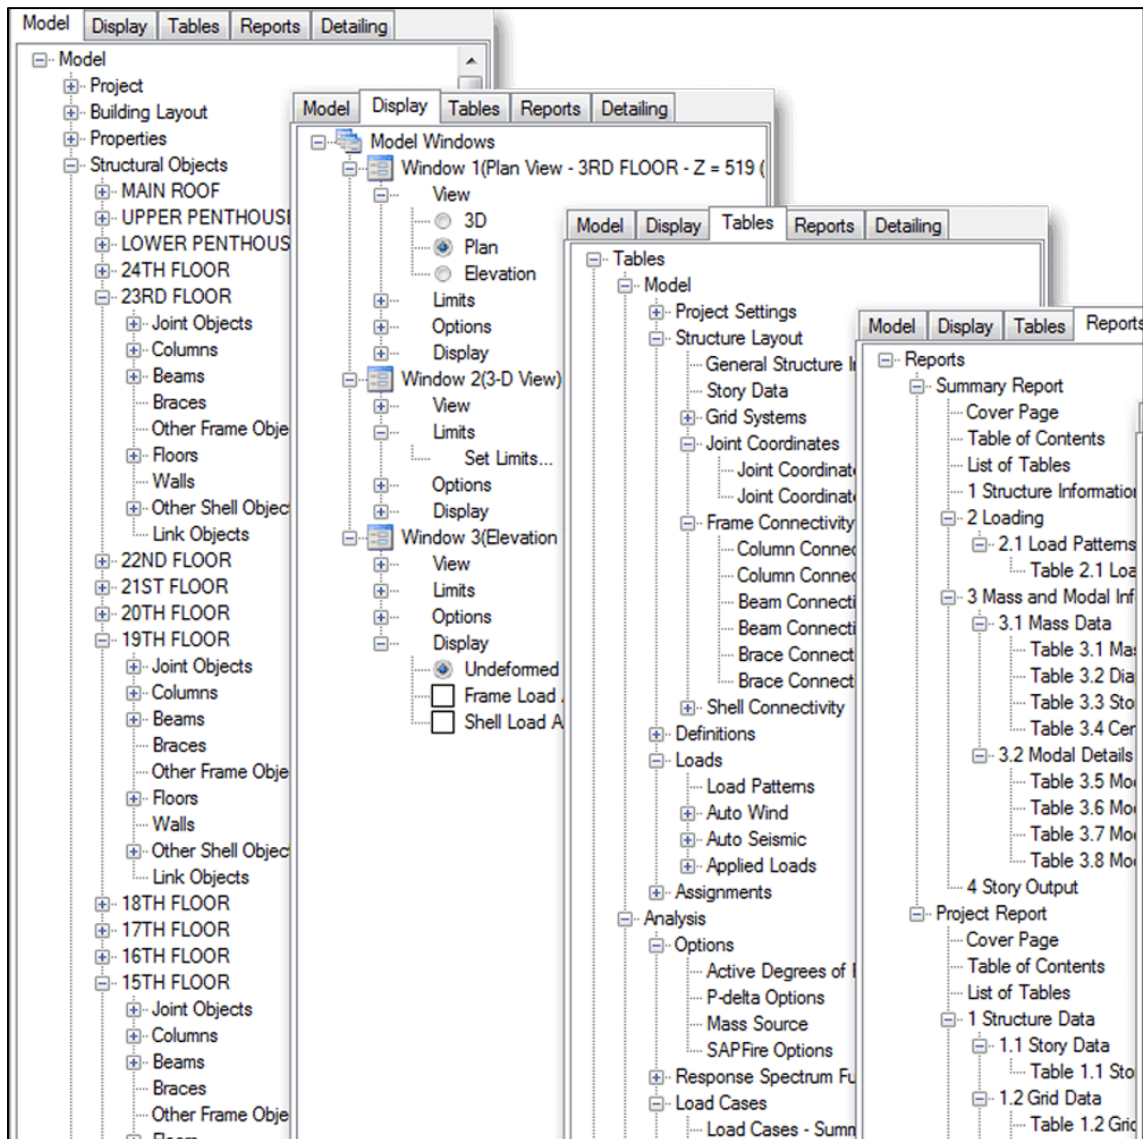 Model Display Tables Reports Detailing
Model
Project
Building Layout
Properties
Structural Objects
MAIN ROOF
UPPER PENTHOUSE
LOWER PENTHOUS
24TH FLOOR
23RD FLOOR
Joint Objects
Columns
Beams
Braces
Other Frame Obje
Floors
Walls
Other Shell Objec
Link Objects
22ND FLOOR
21ST FLOOR
20TH FLOOR
19TH FLOOR
Joint Objects
Columns
Beams
Braces
Other Frame Obje
Floors
Walls
Other Shell Objec
Link Objects
18TH FLOOR
17TH FLOOR
16TH FLOOR
15TH FLOOR
Joint Objects
Columns
Beams
Braces
Other Frame Obje
Model Display Tables Reports Detailing
Model Windows
Window 1(Plan View - 3RD FLOOR - Z = 519 (
View
3D
Plan
Elevation
Limits
Options
Display
Window 2(3-D View)
View
Limits
Set Limits...
Options
Display
Window 3(Elevation
View
Limits
Options
Display
Undeformed
Frame Load
Shell Load A
Model Display Tables Reports Detailing
Tables
Model
Project Settings
Structure Layout
General Structure I
Story Data
Grid Systems
Joint Coordinates
Joint Coordinate
Joint Coordinate
Frame Connectivity
Column Connec
Column Connec
Beam Connecti
Beam Connecti
Brace Connect
Brace Connect
Shell Connectivity
Definitions
Loads
Load Patterns
Auto Wind
Auto Seismic
Applied Loads
Assignments
Analysis
Options
Active Degrees of
P-delta Options
Mass Source
SAPFire Options
Response Spectrum Fu
Load Cases
Load Cases - Summ
Model Display Tables Reports
Reports
Summary Report
Cover Page
Table of Contents
List of Tables
1 Structure Information
2 Loading
2.1 Load Patterns
Table 2.1 Loa
3 Mass and Modal Inf
3.1 Mass Data
Table 3.1 Mas
Table 3.2 Dia
Table 3.3 Sto
Table 3.4 Cen
3.2 Modal Details
Table 3.5 Mo
Table 3.6 Mo
Table 3.7 Mo
Table 3.8 Mo
4 Story Output
Project Report
Cover Page
Table of Contents
List of Tables
1 Structure Data
1.1 Story Data
Table 1.1 Sto
1.2 Grid Data
Table 1.2 Grid